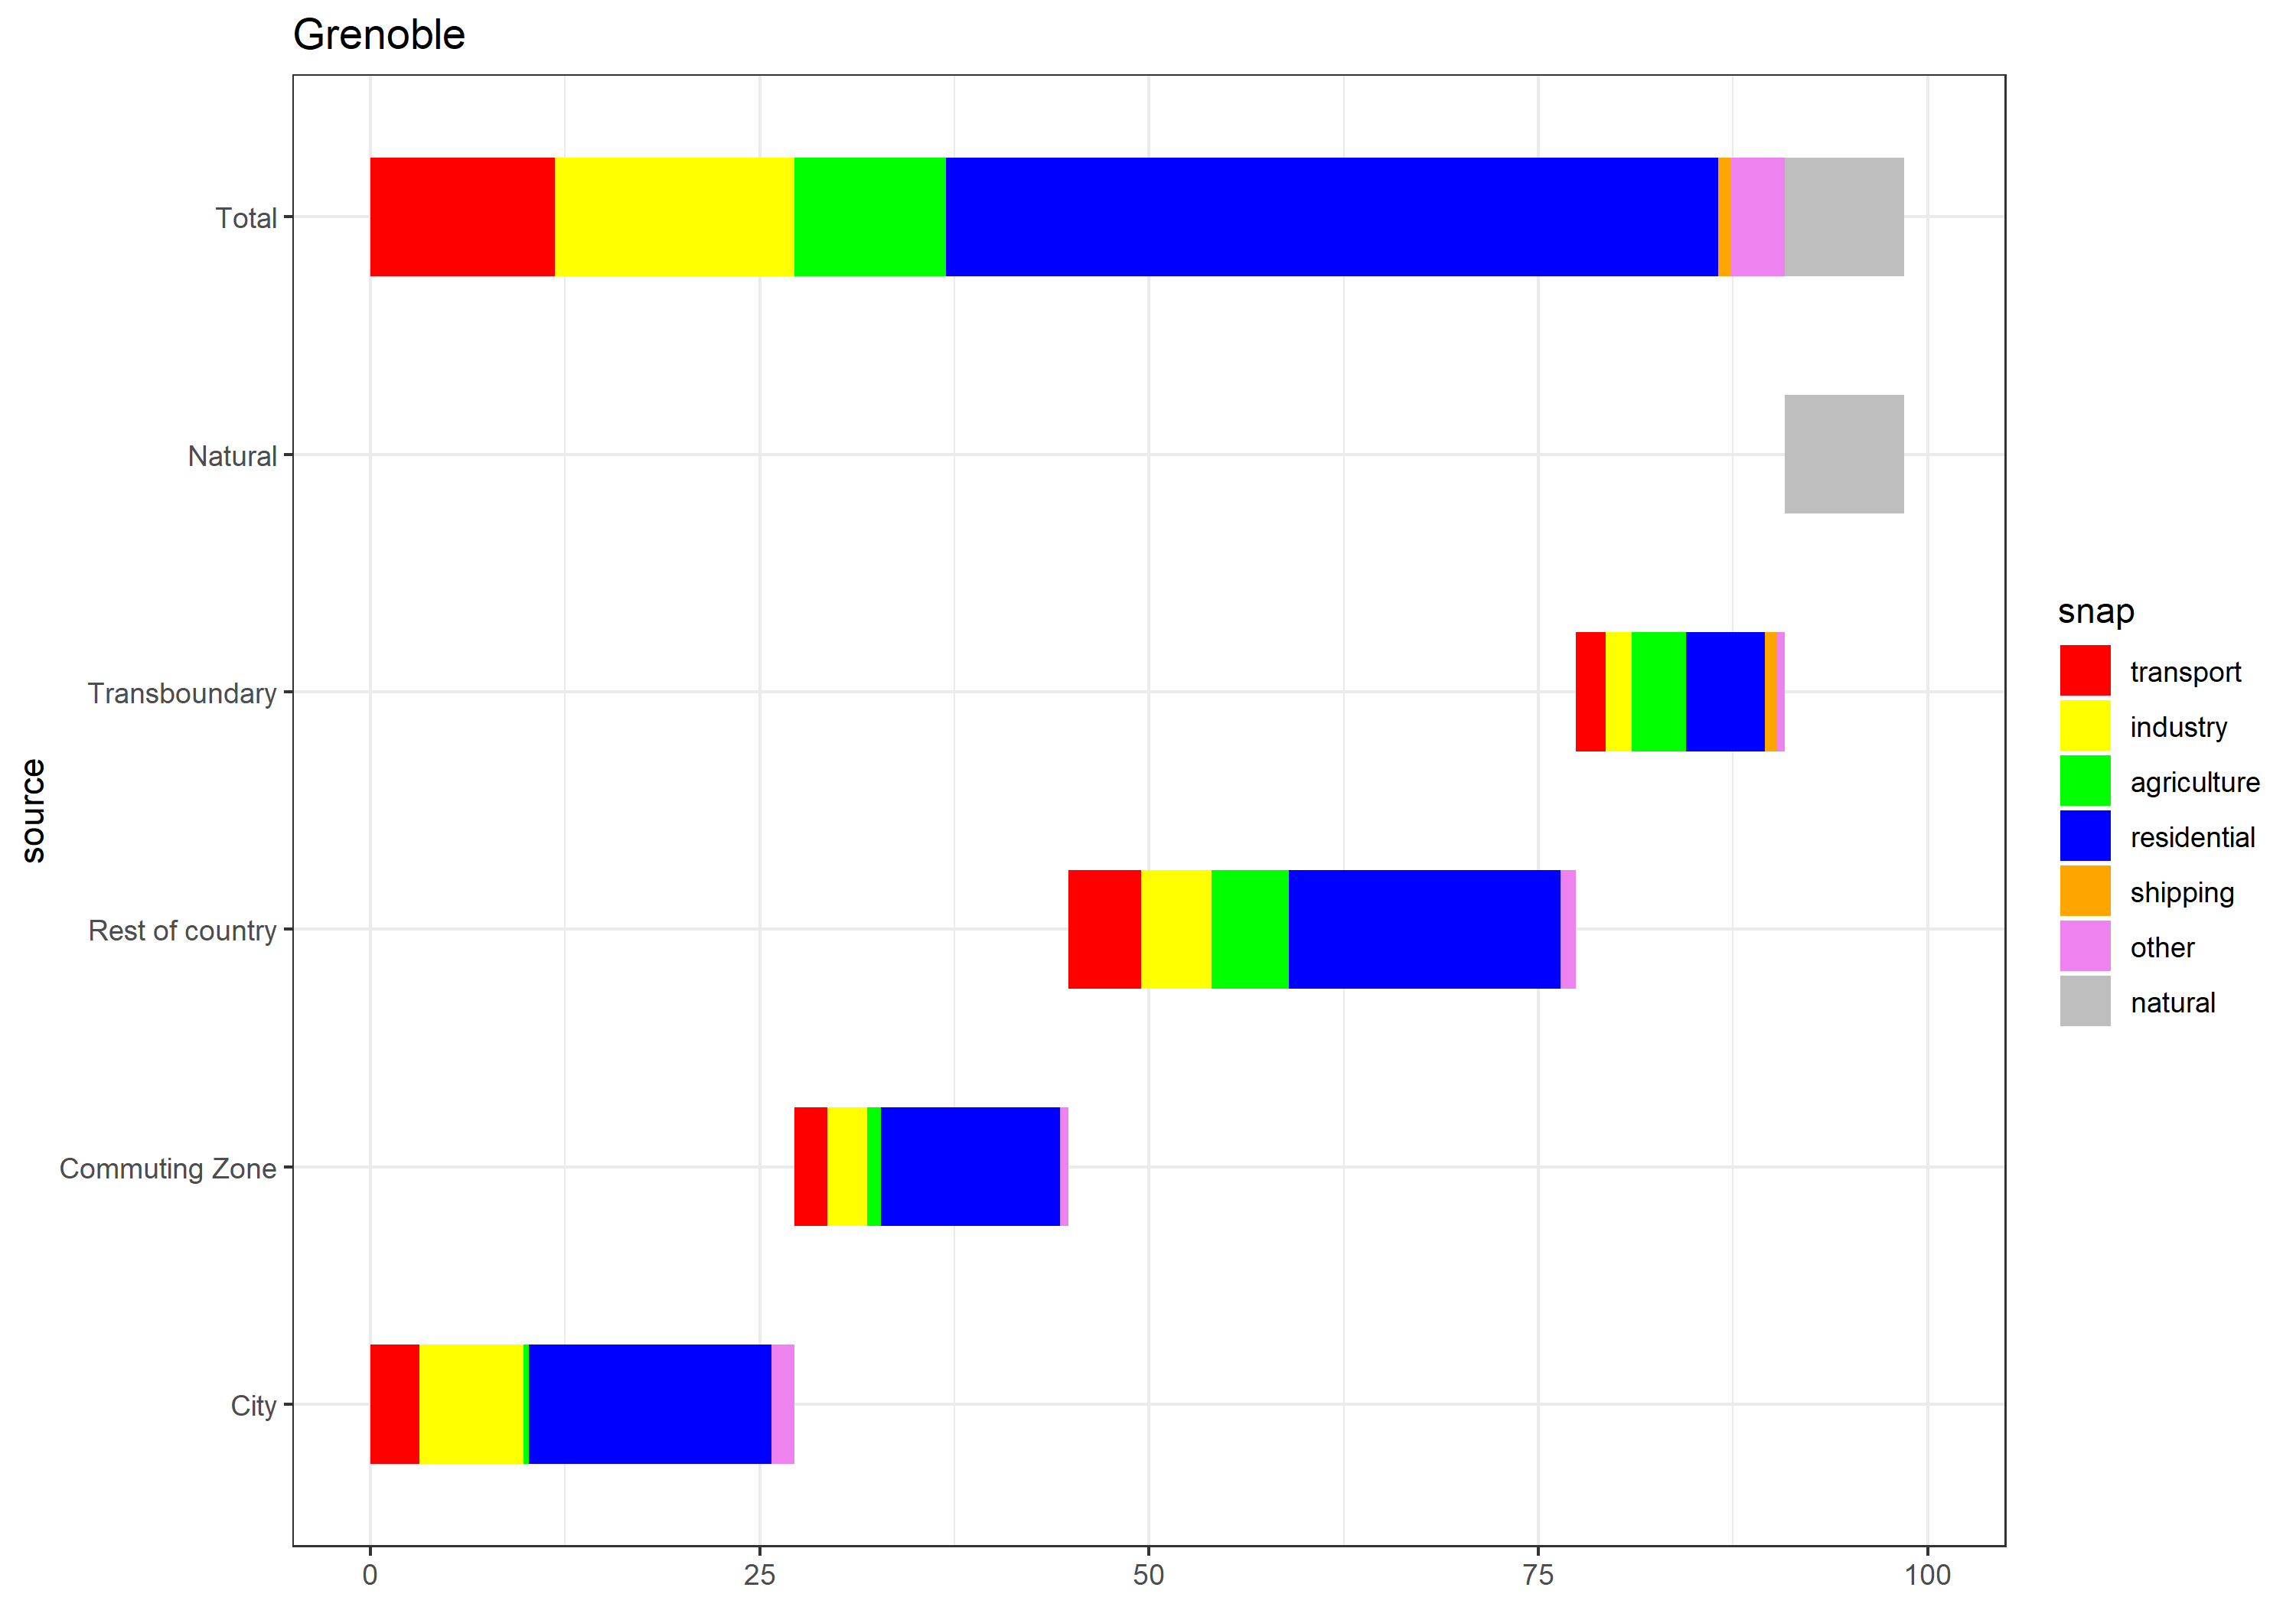 Grenoble
Total
Natural
Transboundary
Rest of country
Commuting Zone
City
source
0 25 50 75 100
snap
transport
industry
agriculture
residential
shipping
other
natural